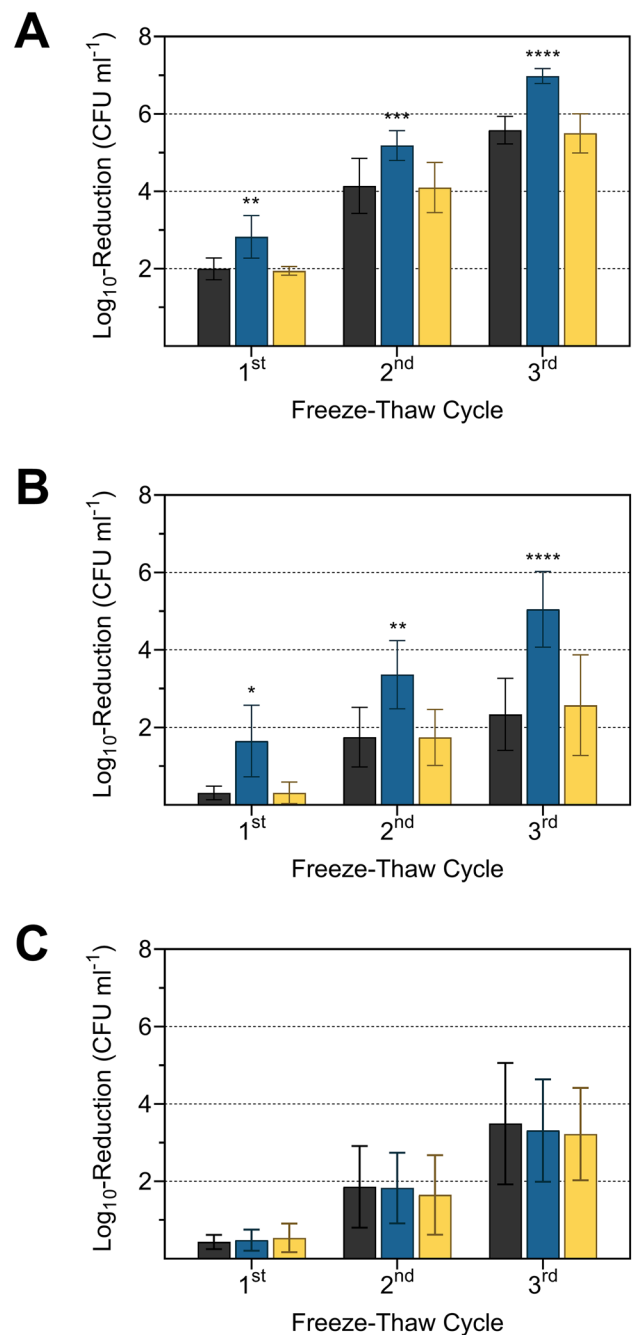 A
Log10-Reduction (CFU ml-1)
8
6
4
2
**
***
****
1st 2nd 3rd
Freeze-Thaw Cycle
B
Log10-Reduction (CFU ml-1)
8
6
4
2
*
**
****
1st 2nd 3rd
Freeze-Thaw Cycle
C
Log10-Reduction (CFU ml-1)
8
6
4
2
1st 2nd 3rd
Freeze-Thaw Cycle